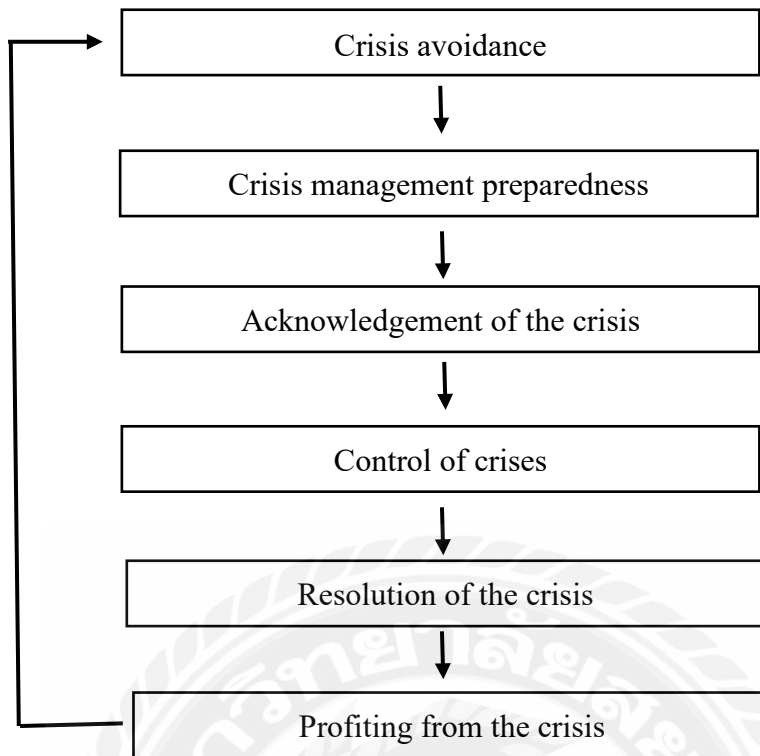 Crisis avoidance
Crisis management preparedness
Acknowledgement of the crisis
Control of crises
Resolution of the crisis
Profiting from the crisis